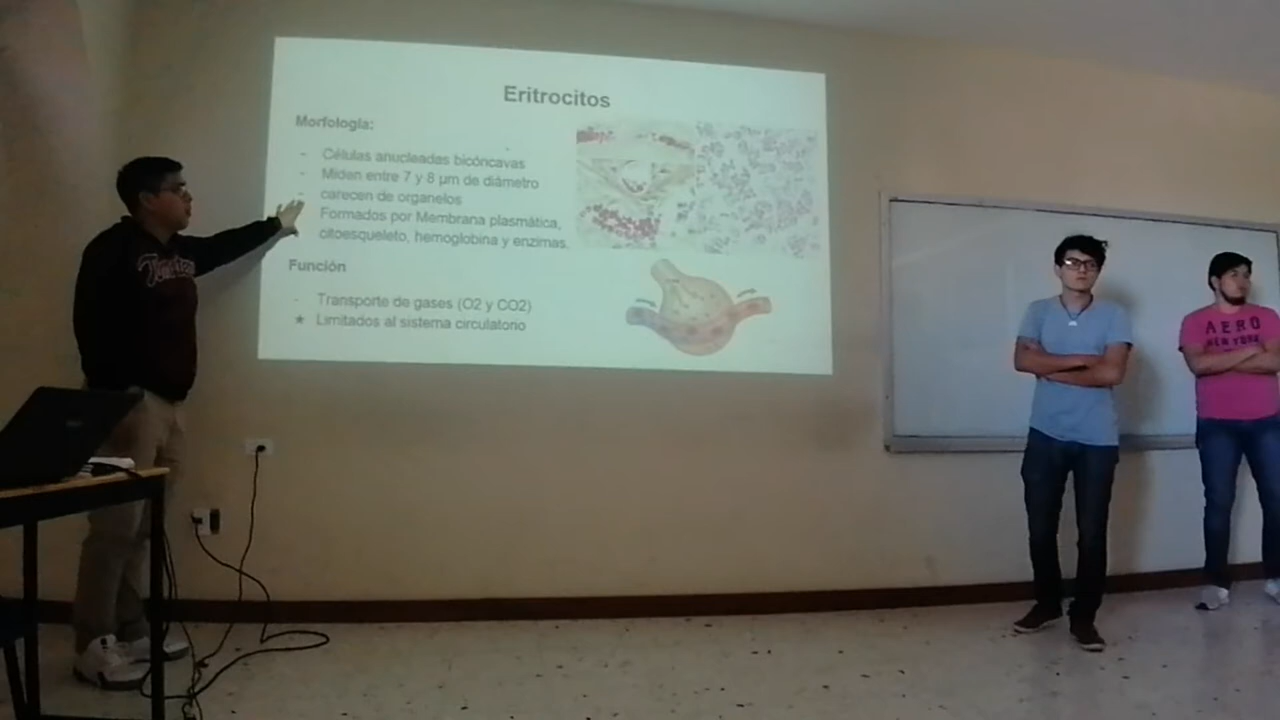 Eritrocitos
Morfología:
- Células anucleadas bicóncavas
- Miden entre 7 y 8 µm de diámetro
- carecen de organelos
Formados por Membrana plasmática,
citoesqueleto, hemoglobina y enzimas.
Función
- Transporte de gases (O2 y CO2)
★ Limitados al sistema circulatorio
AERO
NEW YORK